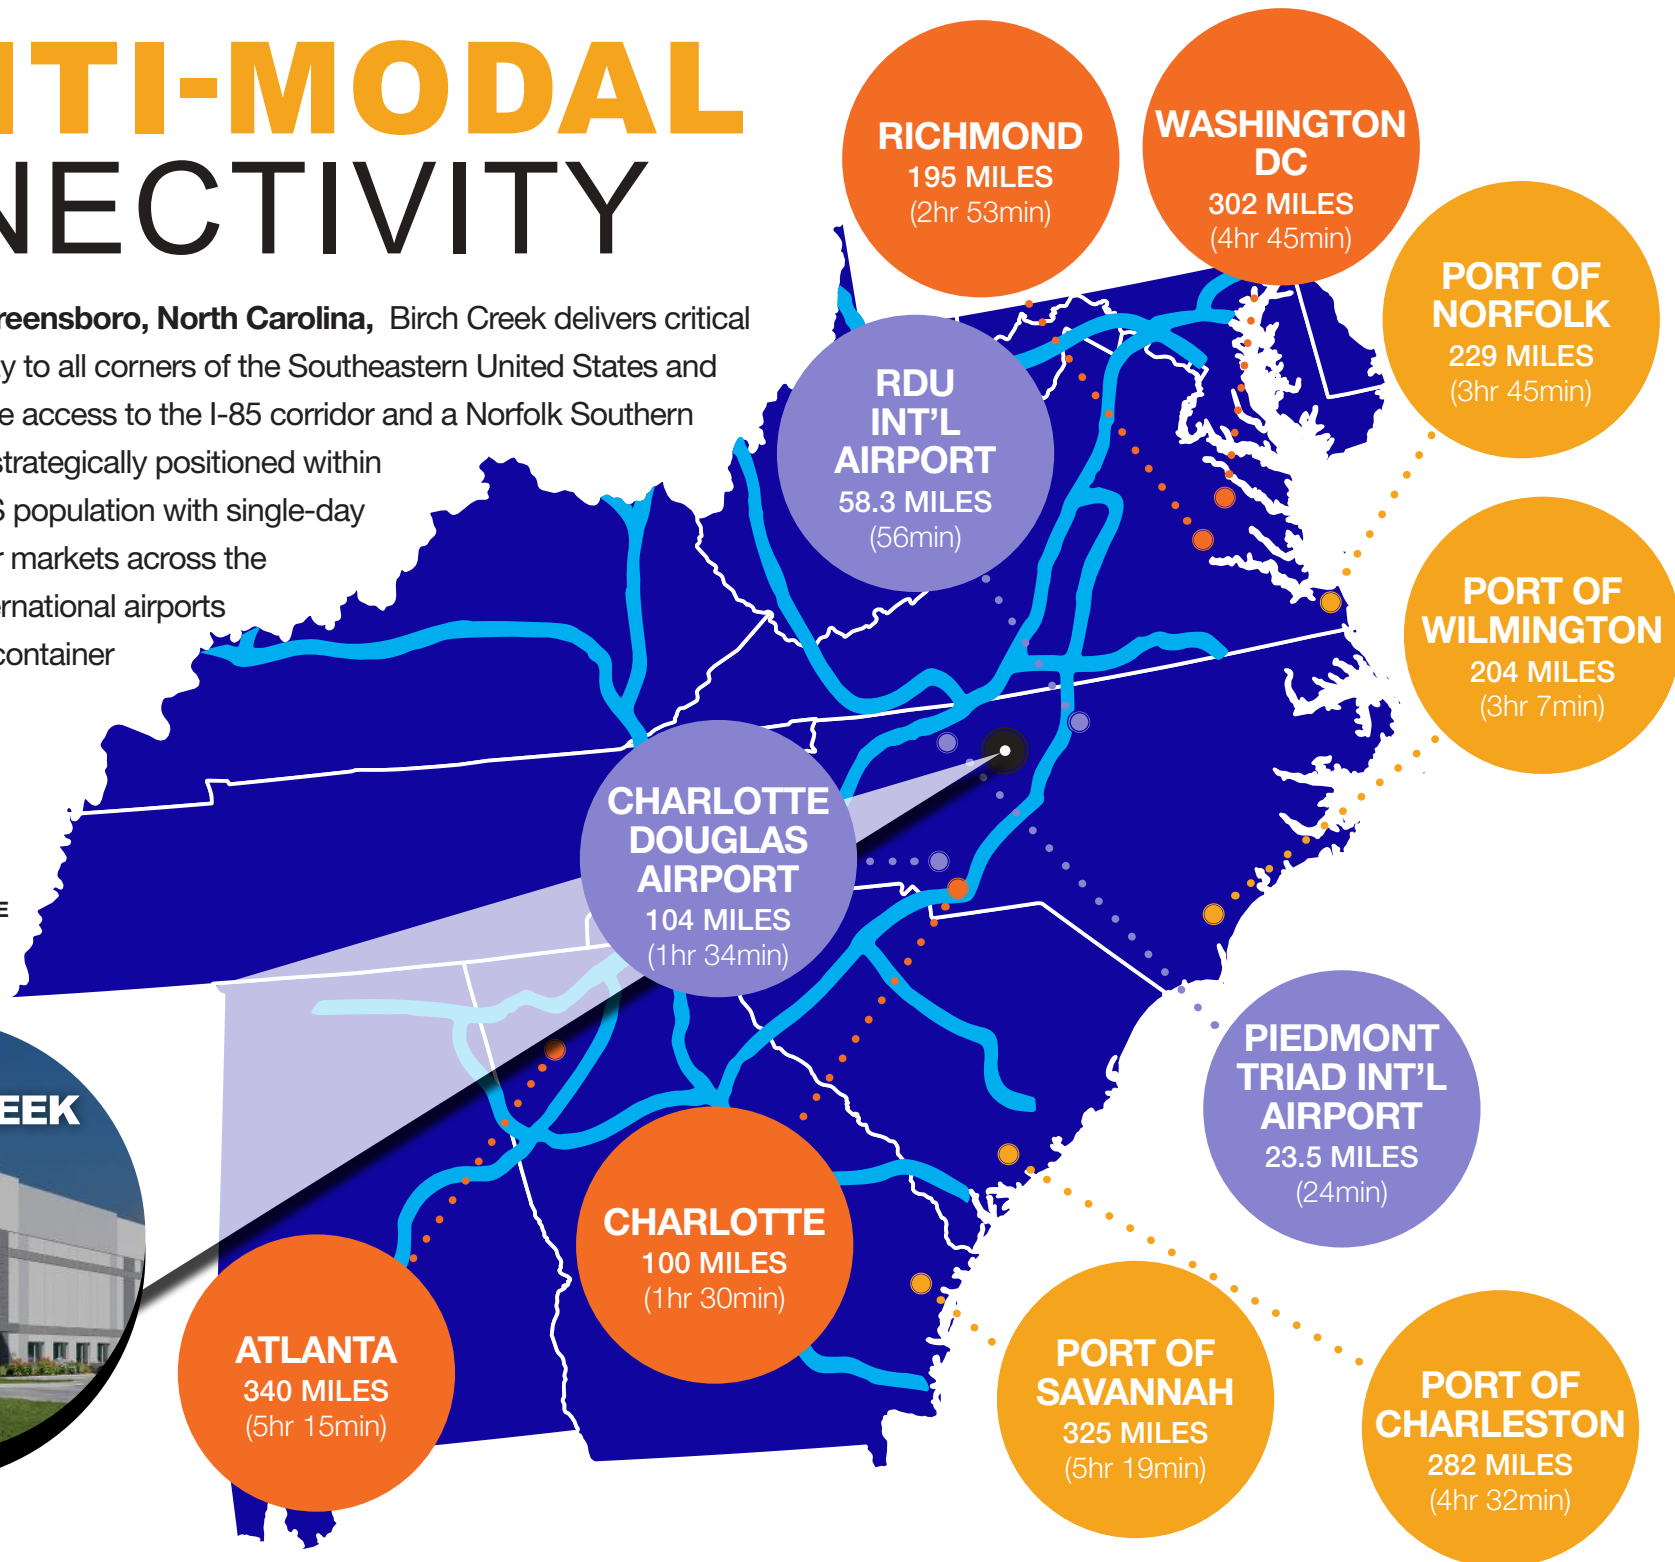 NTI-MODAL
NECTIVITY
reensboro, North Carolina, Birch Creek delivers critical
y to all corners of the Southeastern United States and
e access to the I-85 corridor and a Norfolk Southern
strategically positioned within
S population with single-day
r markets across the
ernational airports
container
E
EEK
RICHMOND
195 MILES
(2hr 53min)
WASHINGTON
DC
302 MILES
(4hr 45min)
PORT OF
NORFOLK
229 MILES
(3hr 45min)
RDU
INT'L
AIRPORT
58.3 MILES
(56min)
PORT OF
WILMINGTON
204 MILES
(3hr 7min)
CHARLOTTE
DOUGLAS
AIRPORT
104 MILES
(1hr 34min)
PIEDMONT
TRIAD INT'L
AIRPORT
23.5 MILES
(24min)
CHARLOTTE
100 MILES
(1hr 30min)
ATLANTA
340 MILES
(5hr 15min)
PORT OF
SAVANNAH
325 MILES
(5hr 19min)
PORT OF
CHARLESTON
282 MILES
(4hr 32min)